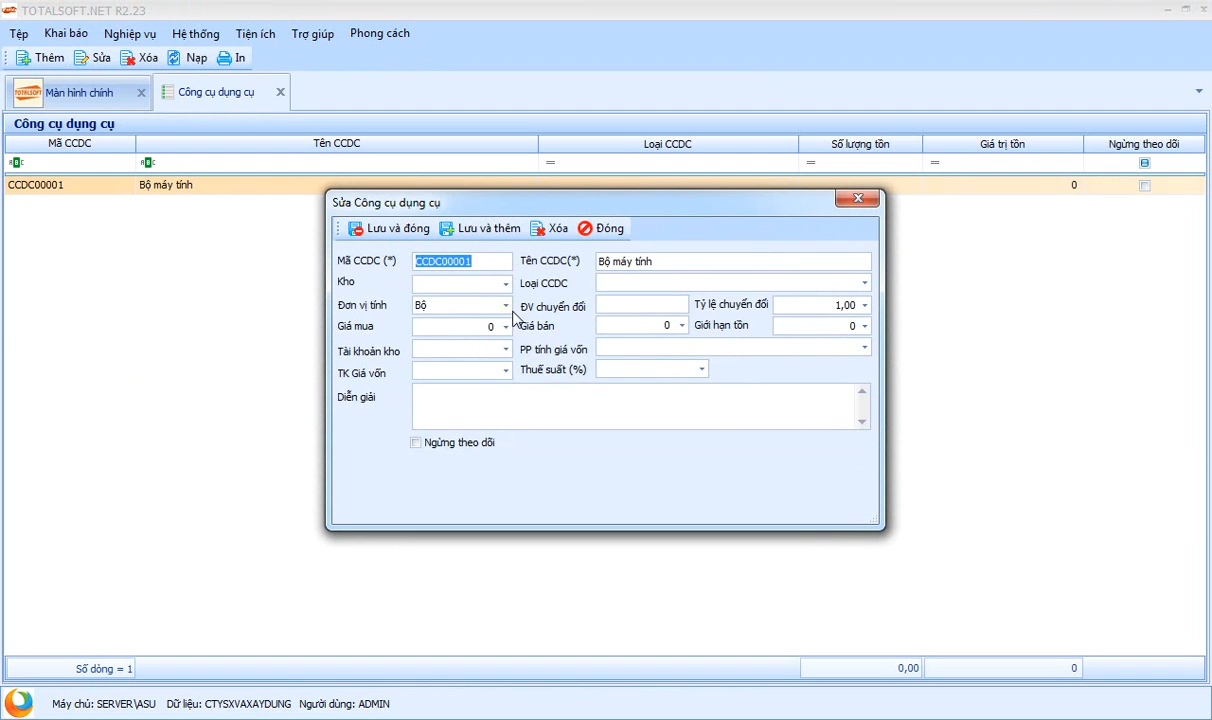 TOTALSOFT.NET R2.23
Tệp Khai báo Nghiệp vụ Hệ thống Tiện ích Trợ giúp Phong cách
Thêm Sửa Xóa Nạp In
TOTALSOFT Màn hình chính Công cụ dụng cụ
Công cụ dụng cụ
Mã CCDC Tên CCDC Loại CCDC Số lượng tồn Giá trị tồn Ngừng theo dõi
ABC ABC = = =
CCDC00001 Bộ máy tính 0
Sửa Công cụ dụng cụ
Lưu và đóng Lưu và thêm Xóa Đóng
Mã CCDC (*) CCDC00001 Tên CCDC(*) Bộ máy tính
Kho Loại CCDC
Đơn vị tính Bộ ĐV chuyển đổi Tỷ lệ chuyển đổi 1,00
Giá mua 0 Giá bán 0 Giới hạn tồn 0
Tài khoản kho PP tính giá vốn
TK Giá vốn Thuế suất (%)
Diễn giải
Ngừng theo dõi
Số dòng = 1 0,00 0
Máy chủ: SERVER\ASU Dữ liệu: CTYSXVAXAYDUNG Người dùng: ADMIN